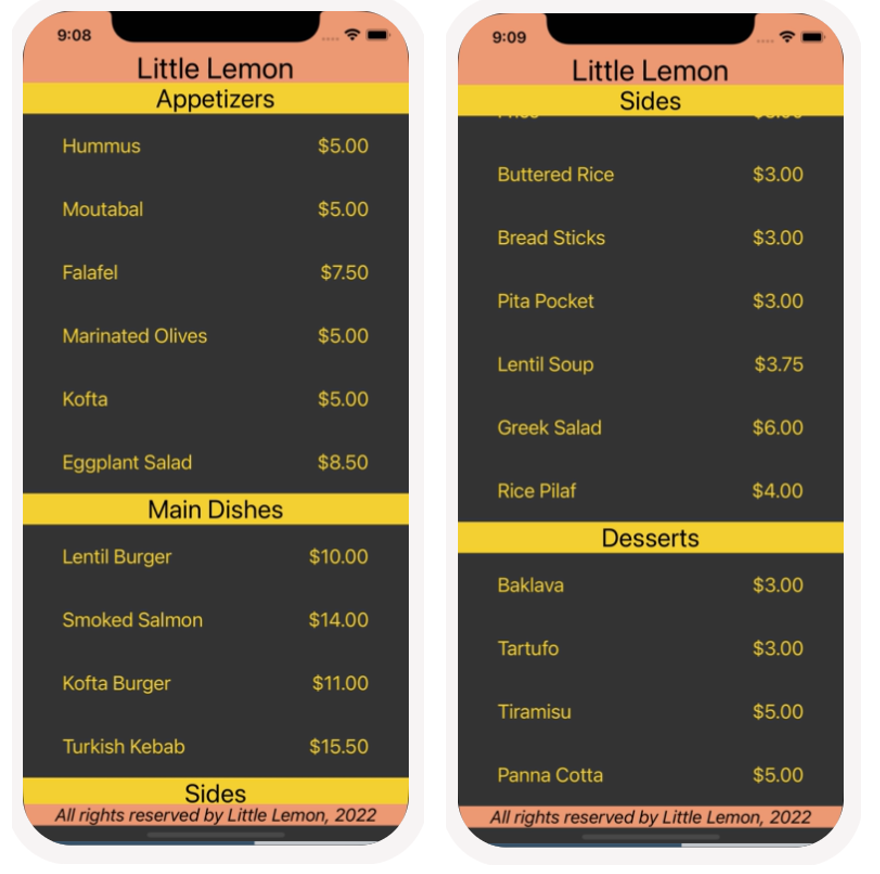 9:08
Little Lemon
Appetizers
Hummus $5.00
Moutabal $5.00
Falafel $7.50
Marinated Olives $5.00
Kofta $5.00
Eggplant Salad $8.50
Main Dishes
Lentil Burger $10.00
Smoked Salmon $14.00
Kofta Burger $11.00
Turkish Kebab $15.50
Sides
All rights reserved by Little Lemon, 2022
9:09
Little Lemon
Sides
Buttered Rice $3.00
Bread Sticks $3.00
Pita Pocket $3.00
Lentil Soup $3.75
Greek Salad $6.00
Rice Pilaf $4.00
Desserts
Baklava $3.00
Tartufo $3.00
Tiramisu $5.00
Panna Cotta $5.00
All rights reserved by Little Lemon, 2022